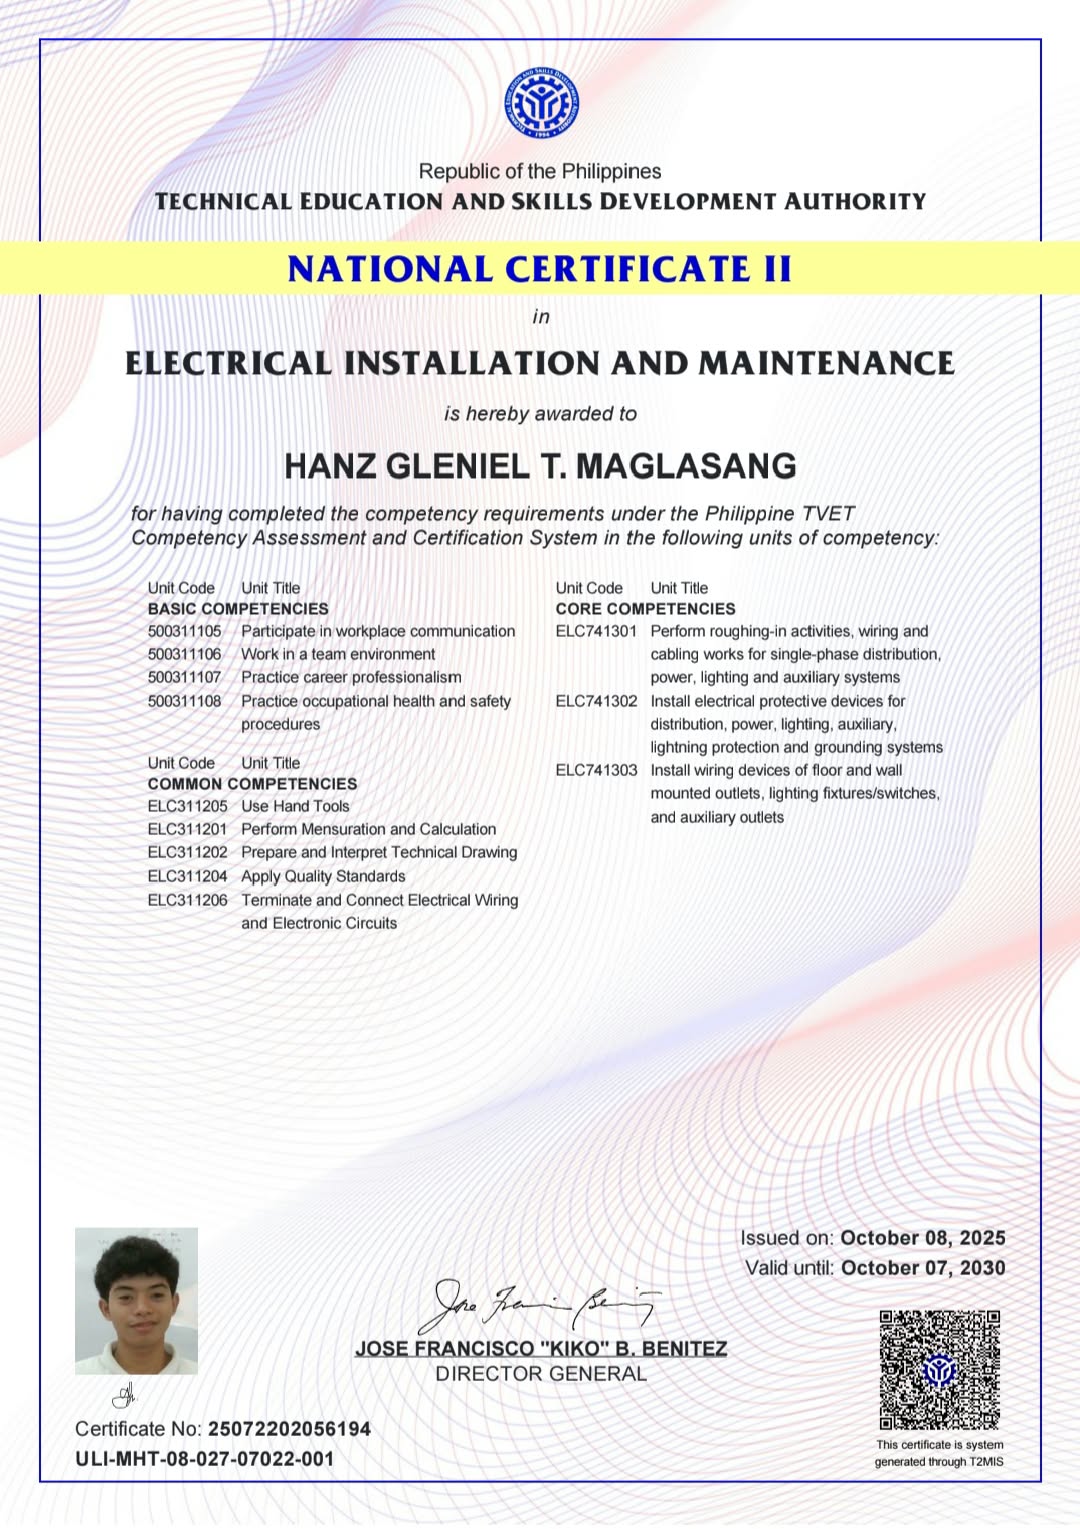 TECHNICAL EDUCATION AND SKILLS DEVELOPMENT AUTHORITY
• 1994 •
Republic of the Philippines
TECHNICAL EDUCATION AND SKILLS DEVELOPMENT AUTHORITY
NATIONAL CERTIFICATE II
in
ELECTRICAL INSTALLATION AND MAINTENANCE
is hereby awarded to
HANZ GLENIEL T. MAGLASANG
for having completed the competency requirements under the Philippine TVET
Competency Assessment and Certification System in the following units of competency:
Unit Code Unit Title
BASIC COMPETENCIES
500311105 Participate in workplace communication
500311106 Work in a team environment
500311107 Practice career professionalism
500311108 Practice occupational health and safety
procedures
Unit Code Unit Title
COMMON COMPETENCIES
ELC311205 Use Hand Tools
ELC311201 Perform Mensuration and Calculation
ELC311202 Prepare and Interpret Technical Drawing
ELC311204 Apply Quality Standards
ELC311206 Terminate and Connect Electrical Wiring
and Electronic Circuits
Unit Code Unit Title
CORE COMPETENCIES
ELC741301 Perform roughing-in activities, wiring and
cabling works for single-phase distribution,
power, lighting and auxiliary systems
ELC741302 Install electrical protective devices for
distribution, power, lighting, auxiliary,
lightning protection and grounding systems
ELC741303 Install wiring devices of floor and wall
mounted outlets, lighting fixtures/switches,
and auxiliary outlets
Issued on: October 08, 2025
Valid until: October 07, 2030
JOSE FRANCISCO "KIKO" B. BENITEZ
DIRECTOR GENERAL
Certificate No: 25072202056194
ULI-MHT-08-027-07022-001
This certificate is system
generated through T2MIS